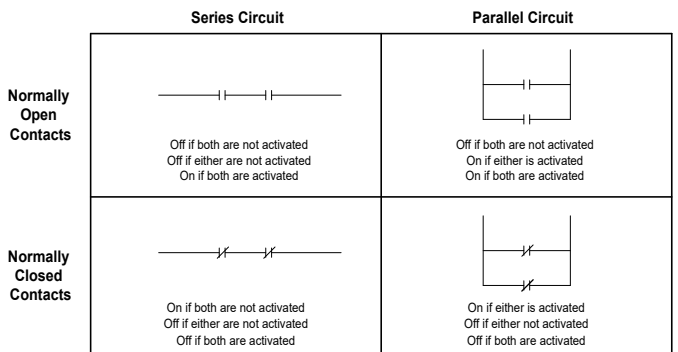 Series Circuit
Parallel Circuit
Normally
Open
Contacts
Off if both are not activated
Off if either are not activated
On if both are activated
Off if both are not activated
On if either is activated
On if both are activated
Normally
Closed
Contacts
On if both are not activated
Off if either are not activated
Off if both are activated
On if either is activated
Off if either not activated
Off if both are activated